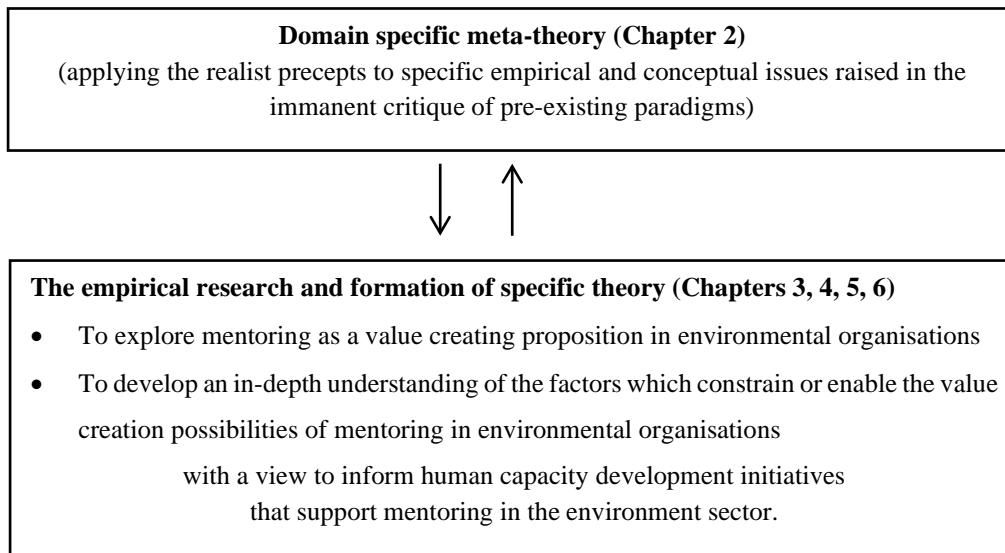 Domain specific meta-theory (Chapter 2)
(applying the realist precepts to specific empirical and conceptual issues raised in the
immanent critique of pre-existing paradigms)
The empirical research and formation of specific theory (Chapters 3, 4, 5, 6)
• To explore mentoring as a value creating proposition in environmental organisations
• To develop an in-depth understanding of the factors which constrain or enable the value
creation possibilities of mentoring in environmental organisations
with a view to inform human capacity development initiatives
that support mentoring in the environment sector.